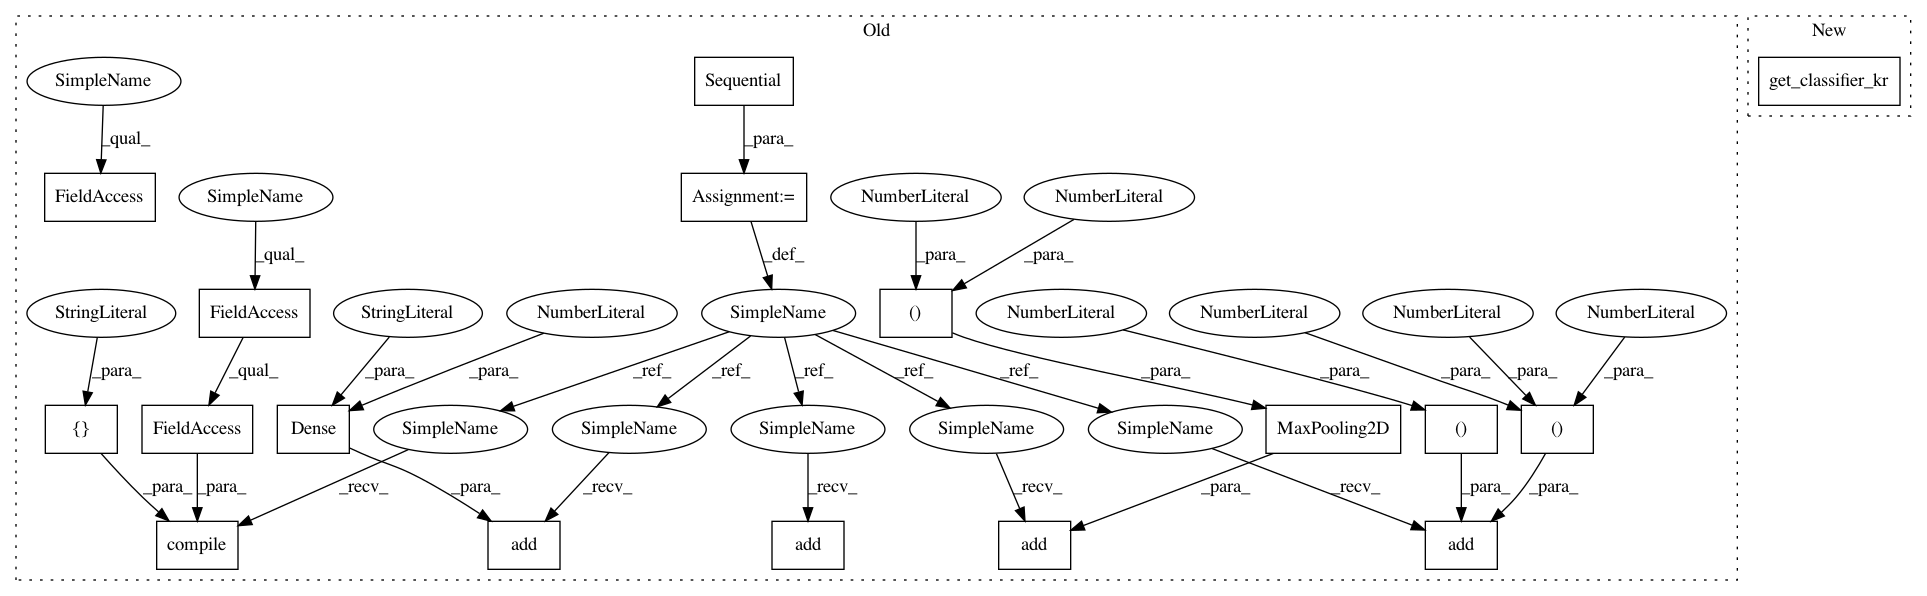 Old
New
SimpleName
Sequential
get_classifier_kr
_qual_
_para_
FieldAccess
SimpleName
Assignment:=
NumberLiteral
NumberLiteral
_qual_
_def_
_para_
_para_
StringLiteral
FieldAccess
StringLiteral
NumberLiteral
SimpleName
()
NumberLiteral
NumberLiteral
NumberLiteral
NumberLiteral
_para_
_qual_
_para_
_para_
_ref_
_ref_
_ref_
_ref_
_ref_
_para_
_para_
_para_
_para_
_para_
{}
FieldAccess
Dense
SimpleName
SimpleName
SimpleName
SimpleName
SimpleName
MaxPooling2D
()
()
_para_
_para_
_recv_
_para_
_recv_
_recv_
_recv_
_para_
_recv_
_para_
_para_
compile
add
add
add
add